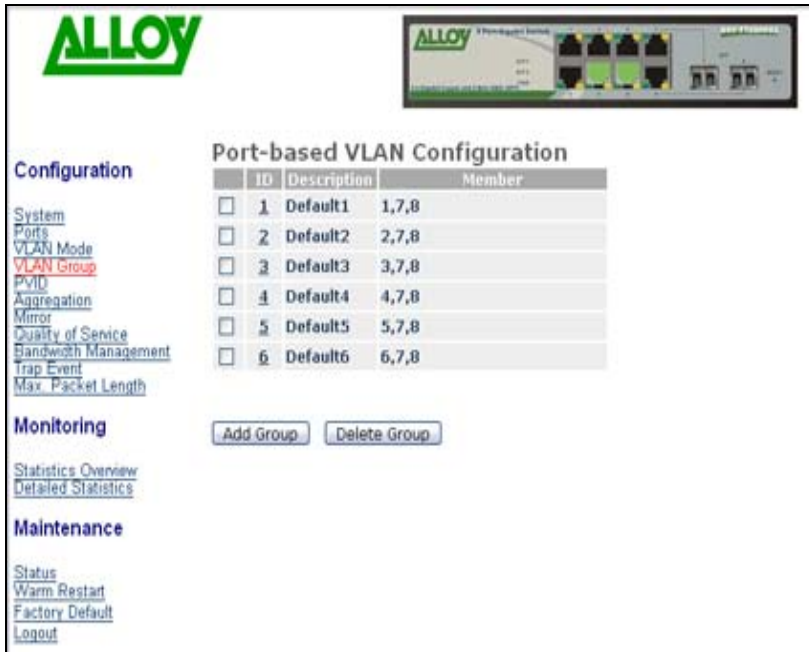 ALLOY
ALLOY
Configuration
System
Ports
VLAN Mode
VLAN Group
PVID
Aggregation
Mirror
Quality of Service
Bandwidth Management
Trap Event
Max. Packet Length
Monitoring
Statistics Overview
Detailed Statistics
Maintenance
Status
Warm Restart
Factory Default
Logout
Port-based VLAN Configuration
ID Description Member
1 Default1 1,7,8
2 Default2 2,7,8
3 Default3 3,7,8
4 Default4 4,7,8
5 Default5 5,7,8
6 Default6 6,7,8
Add Group Delete Group